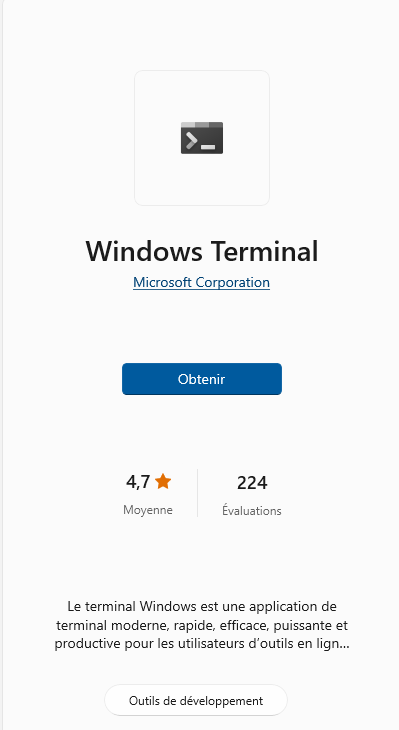 Windows Terminal
Microsoft Corporation
Obtenir
4,7
224
Moyenne
Évaluations
Le terminal Windows est une application de
terminal moderne, rapide, efficace, puissante et
productive pour les utilisateurs d’outils en lign...
Outils de développement